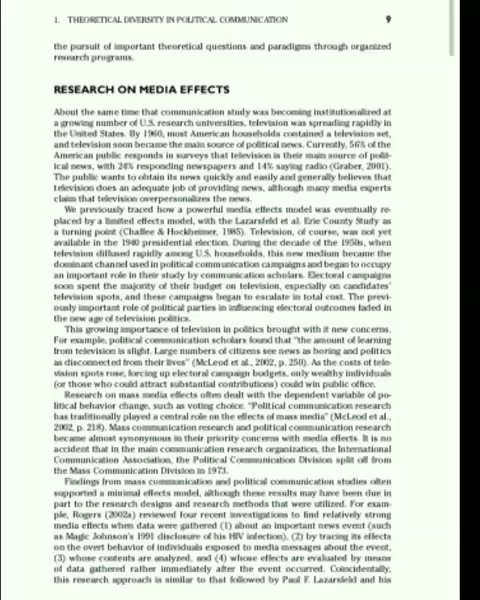 1. THEORETICAL DIVERSITY IN POLITICAL COMMUNICATION 9
the pursuit of important theoretical questions and paradigms through organized
research programs.
RESEARCH ON MEDIA EFFECTS
About the same time that communication study was becoming institutionalized at
a growing number of U.S. research universities, television was spreading rapidly in
the United States. By 1960, most American households contained a television set,
and television soon became the main source of political news. Currently, 56% of the
American public responds in surveys that television is their main source of polit-
ical news, with 24% responding newspapers and 14% saying radio (Graber, 2001).
The public wants to obtain its news quickly and easily and generally believes that
television does an adequate job of providing news, although many media experts
claim that television overpersonalizes the news.
We previously traced how a powerful media effects model was eventually re-
placed by a limited effects model, with the Lazarsfeld et al. Erie County Study as
a turning point (Chaffee & Hockheimer, 1985). Television, of course, was not yet
available in the 1940 presidential election. During the decade of the 1950s, when
television diffused rapidly among U.S. households, this new medium became the
dominant channel used in political communication campaigns and began to occupy
an important role in their study by communication scholars. Electoral campaigns
soon spent the majority of their budget on television, especially on candidates'
television spots, and these campaigns began to escalate in total cost. The previ-
ously important role of political parties in influencing electoral outcomes faded in
the new age of television politics.
This growing importance of television in politics brought with it new concerns.
For example, political communication scholars found that "the amount of learning
from television is slight. Large numbers of citizens see news as boring and politics
as disconnected from their lives" (McLeod et al., 2002, p. 250). As the costs of tele-
vision spots rose, forcing up electoral campaign budgets, only wealthy individuals
(or those who could attract substantial contributions) could win public office.
Research on mass media effects often dealt with the dependent variable of po-
litical behavior change, such as voting choice. "Political communication research
has traditionally played a central role on the effects of mass media" (McLeod et al.,
2002, p. 218). Mass communication research and political communication research
became almost synonymous in their priority concerns with media effects. It is no
accident that in the main communication research organization, the International
Communication Association, the Political Communication Division split off from
the Mass Communication Division in 1973.
Findings from mass communication and political communication studies often
supported a minimal effects model, although these results may have been due in
part to the research designs and research methods that were utilized. For exam-
ple, Rogers (2002a) reviewed four recent investigations to find relatively strong
media effects when data were gathered (1) about an important news event (such
as Magic Johnson's 1991 disclosure of his HIV infection), (2) by tracing its effects
on the overt behavior of individuals exposed to media messages about the event,
(3) whose contents are analyzed, and (4) whose effects are evaluated by means
of data gathered rather immediately after the event occurred. Coincidentally,
this research approach is similar to that followed by Paul F. Lazarsfeld and his